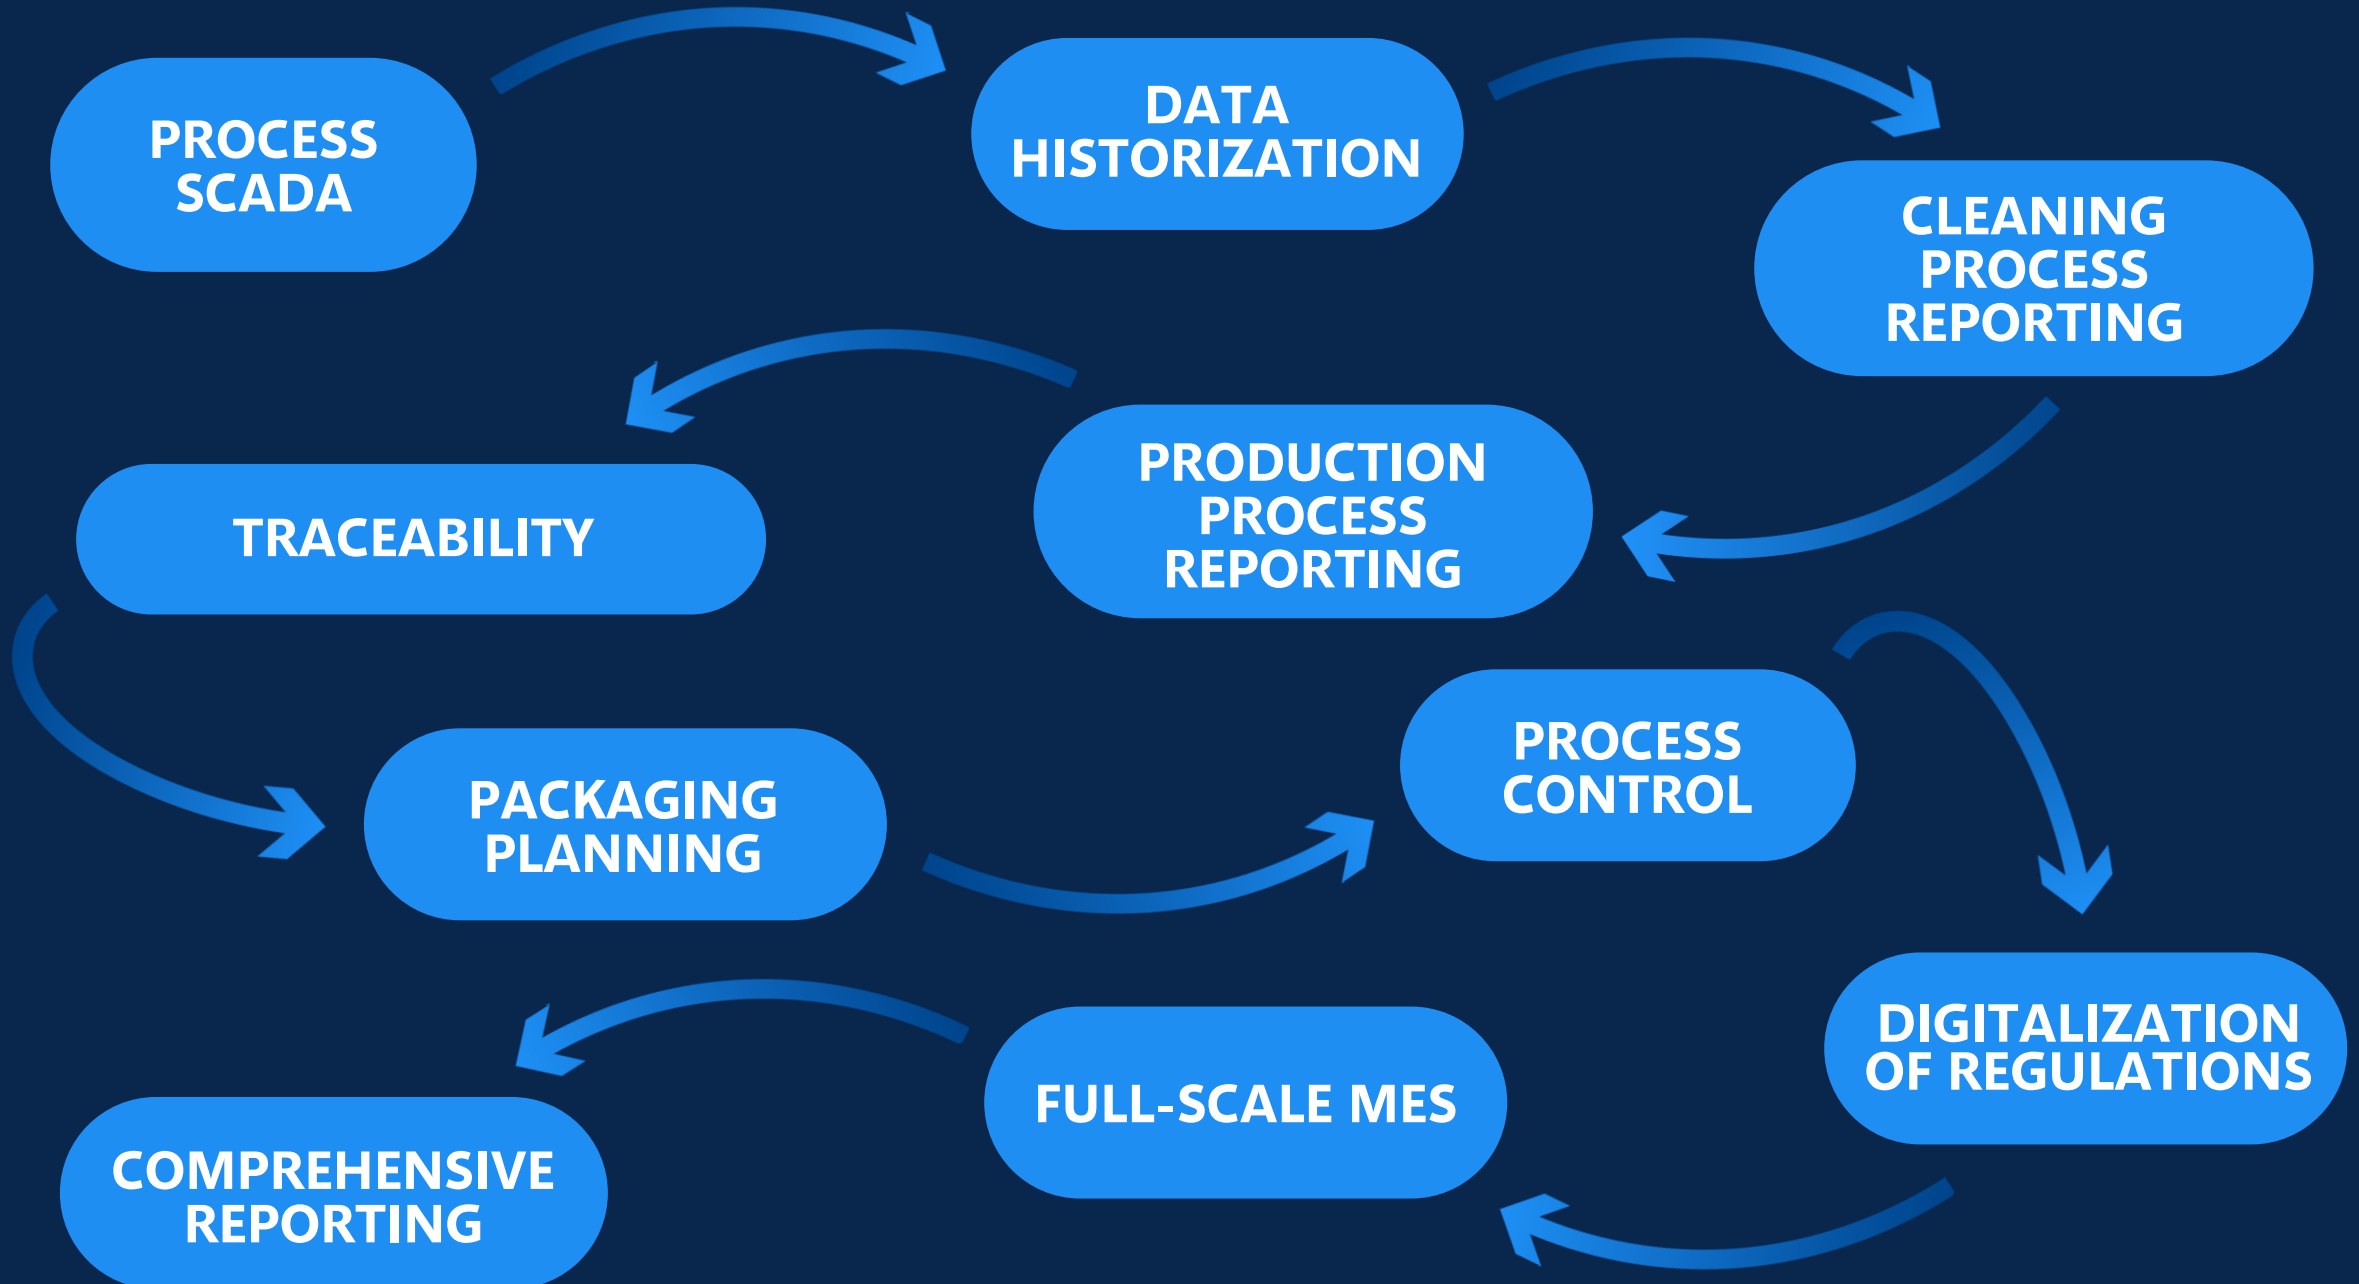 PROCESS
SCADA
DATA
HISTORIZATION
CLEANING
PROCESS
REPORTING
PRODUCTION
PROCESS
REPORTING
TRACEABILITY
PACKAGING
PLANNING
PROCESS
CONTROL
DIGITALIZATION
OF REGULATIONS
FULL-SCALE MES
COMPREHENSIVE
REPORTING